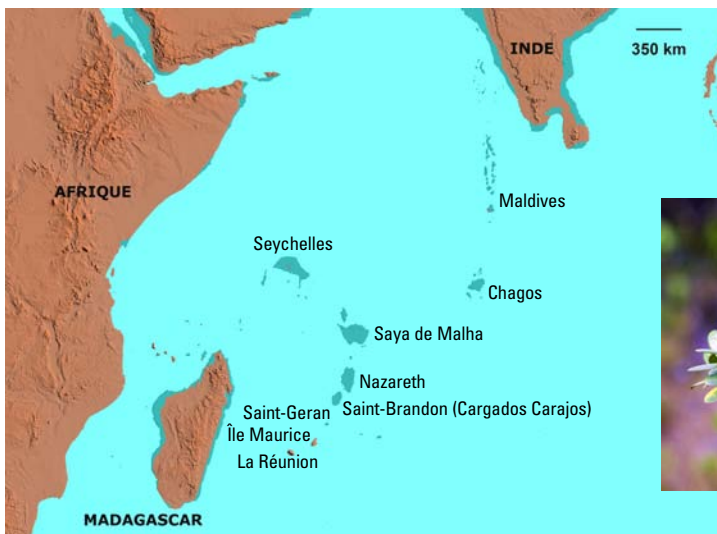 INDE
350 km
AFRIQUE
Maldives
Seychelles
Chagos
Saya de Malha
Nazareth
Saint-Geran
Saint-Brandon (Cargados Carajos)
Île Maurice
La Réunion
MADAGASCAR